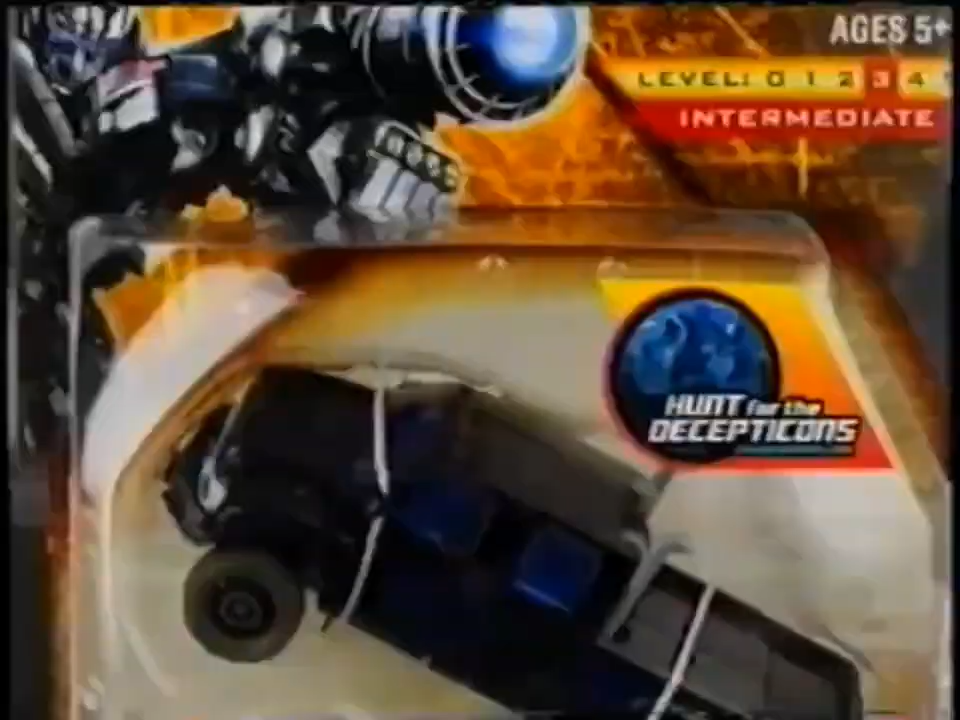 AGES 5+
LEVEL: 0 1 2 3 4
INTERMEDIATE
HUNT for the
DECEPTICONS